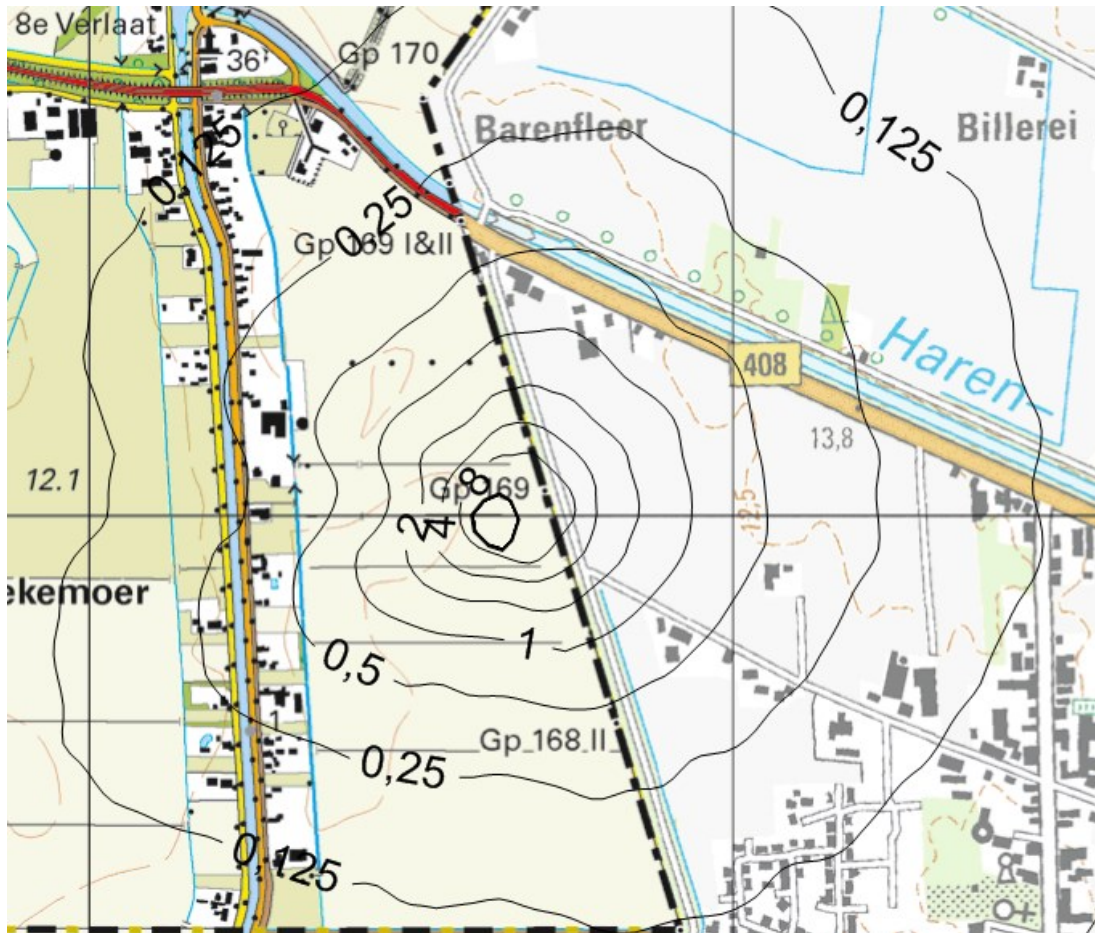 8e Verlaat
36
Gp 170
0,125
Barenfleer
0,125
Billerei
0,25
Gp 169 I&II
408
Haren
13,8
12.1
8
Gp 169
12,5
2
4
ekemoer
1
0,5
1
Gp 168 II
0,25
0,125